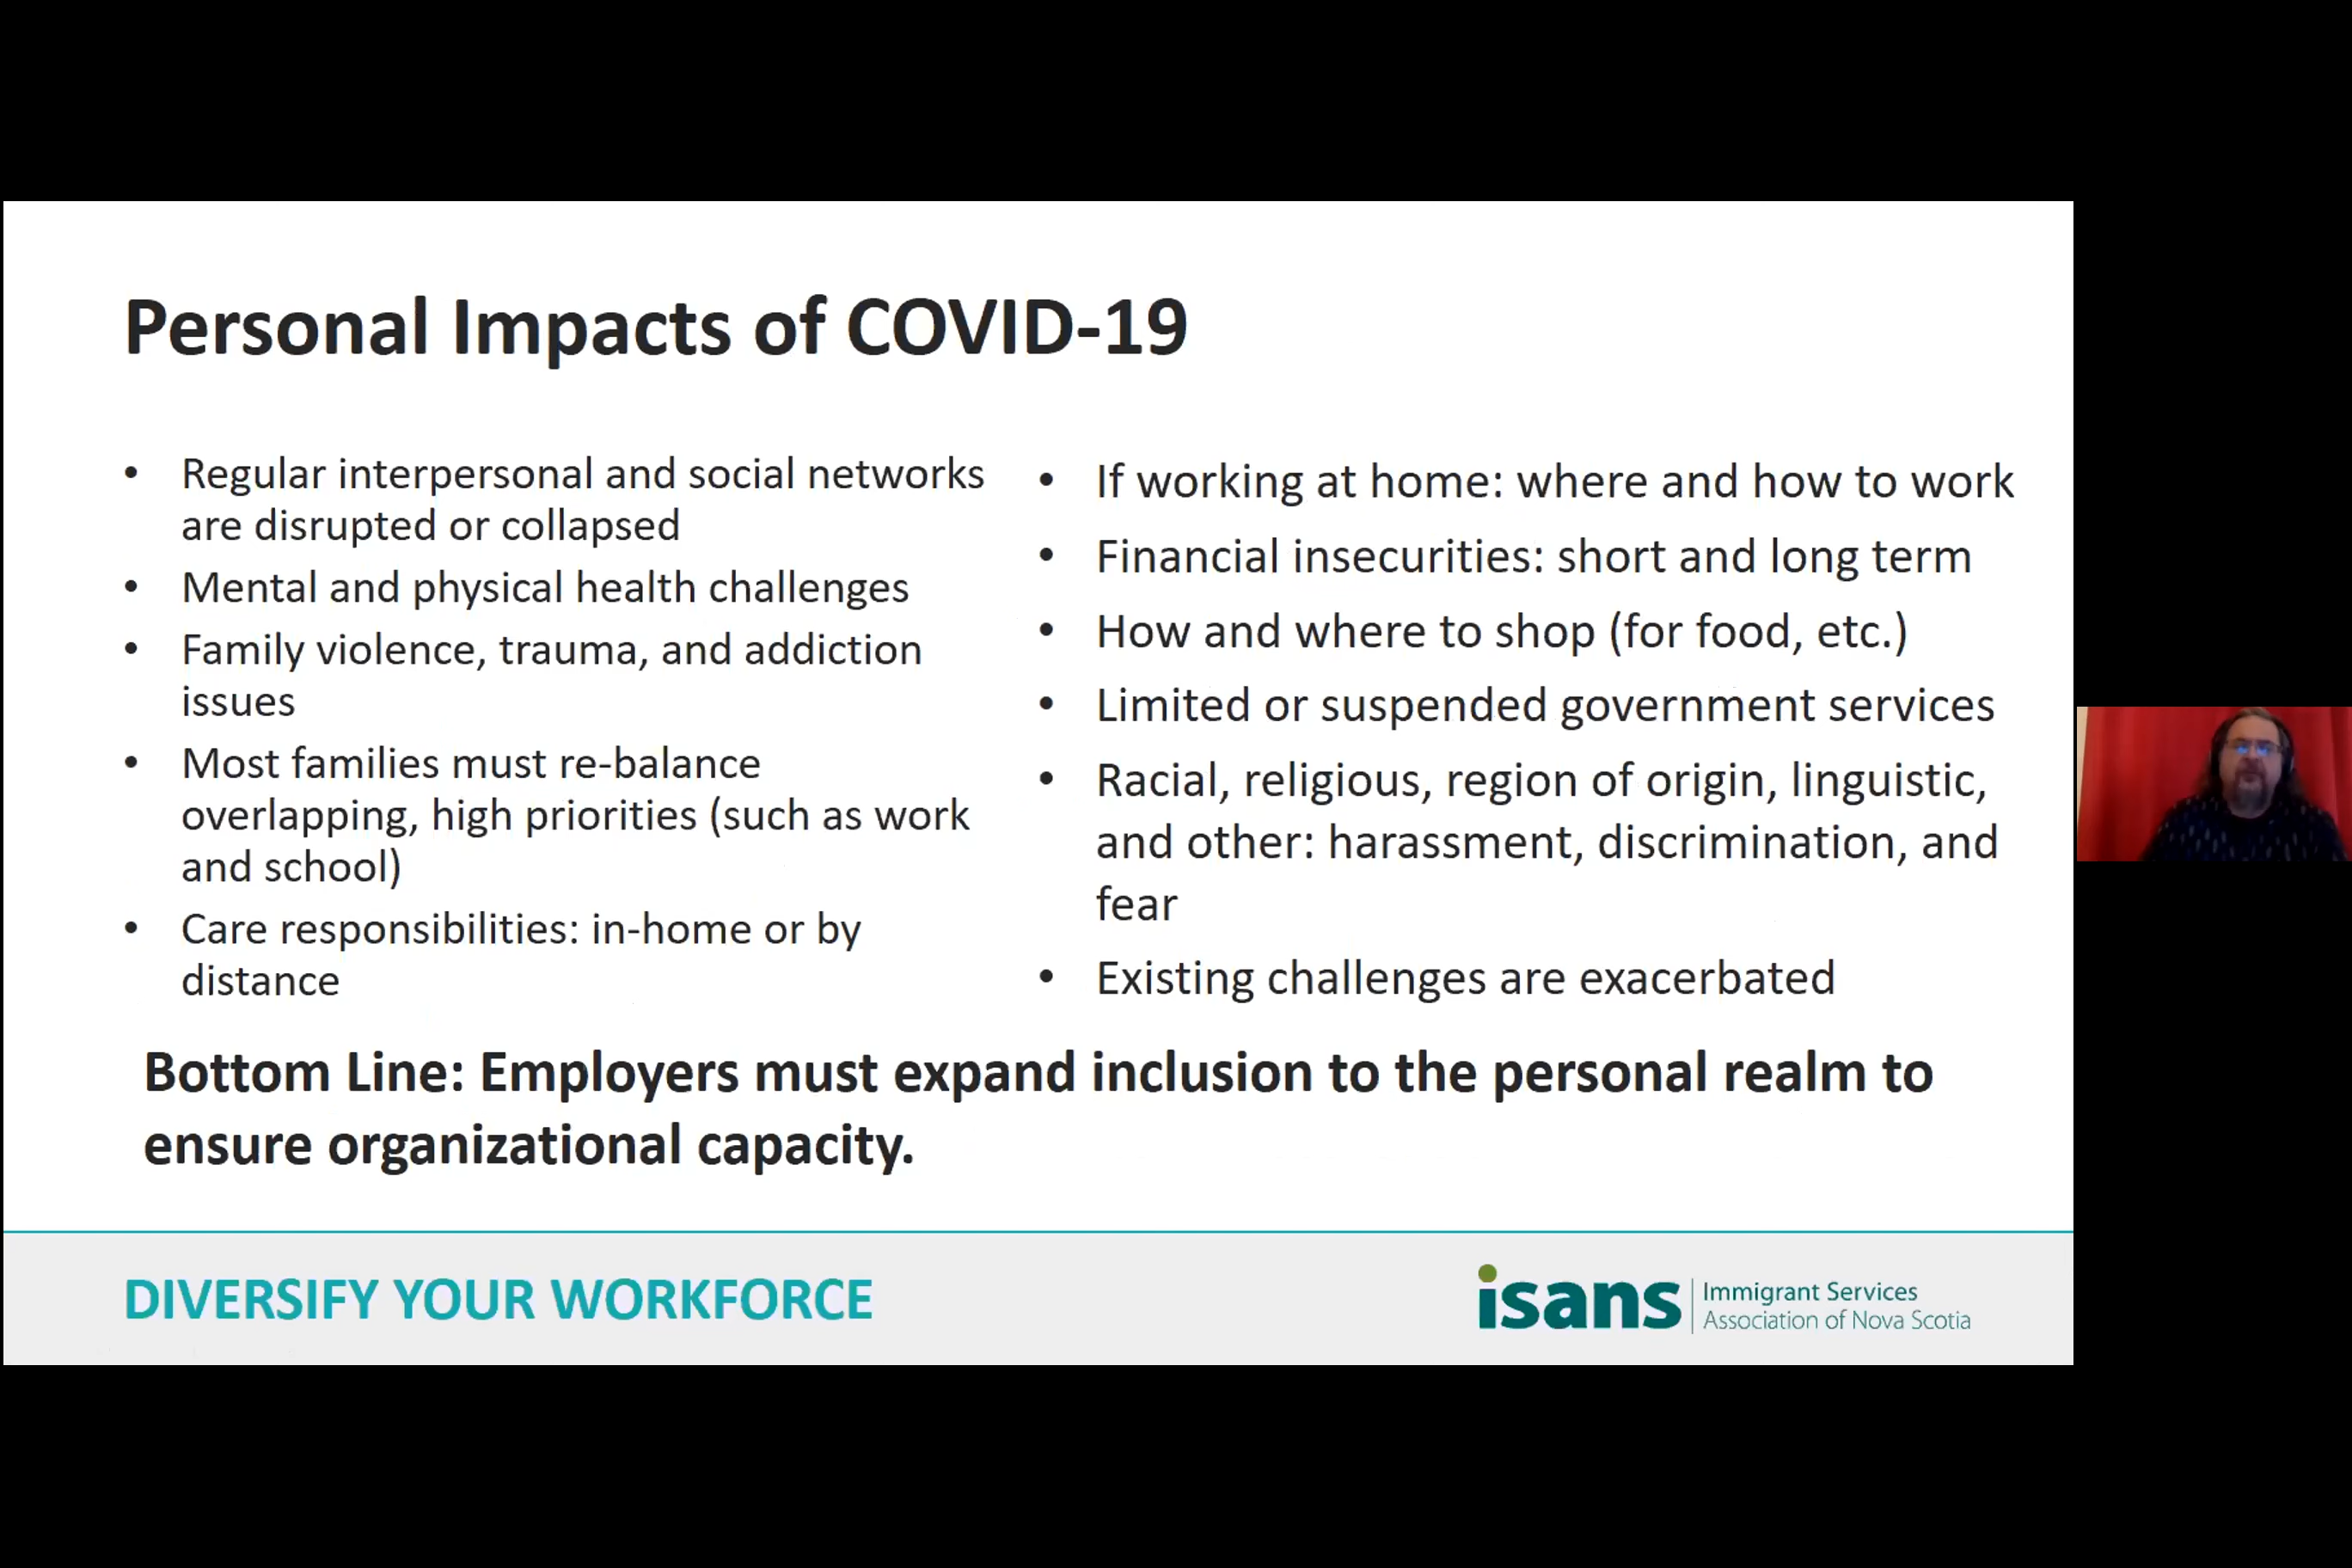 Personal Impacts of COVID-19
• Regular interpersonal and social networks
are disrupted or collapsed
• Mental and physical health challenges
• Family violence, trauma, and addiction
issues
• Most families must re-balance
overlapping, high priorities (such as work
and school)
• Care responsibilities: in-home or by
distance
• If working at home: where and how to work
• Financial insecurities: short and long term
• How and where to shop (for food, etc.)
• Limited or suspended government services
• Racial, religious, region of origin, linguistic,
and other: harassment, discrimination, and
fear
• Existing challenges are exacerbated
Bottom Line: Employers must expand inclusion to the personal realm to
ensure organizational capacity.
DIVERSIFY YOUR WORKFORCE
isans
Immigrant Services
Association of Nova Scotia